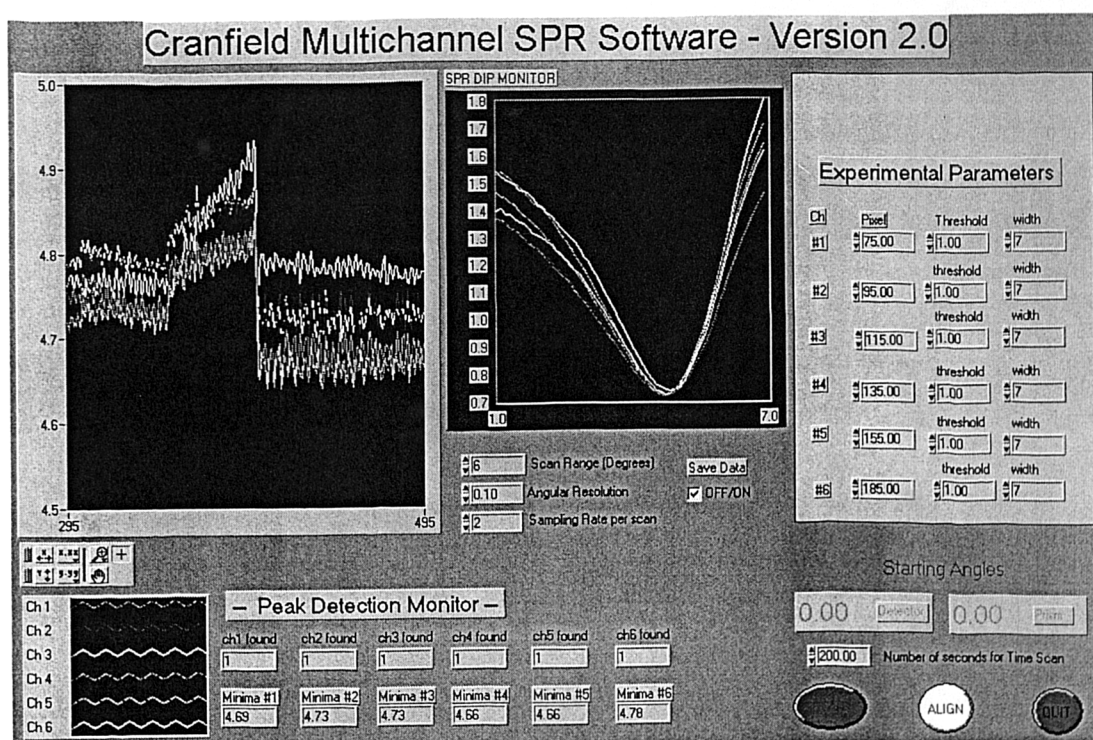 Cranfield Multichannel SPR Software - Version 2.0
5.0-
4.9-
4.8-
4.7-
4.6-
4.5-
295
495
SPR DIP MONITOR
1.8
1.7
1.6
1.5
1.4
1.3
1.2
1.1
1.0
0.9
0.8
0.7
1.0
7.0
6 Scan Range (Degrees)
0.10 Angular Resolution
2 Sampling Rate per scan
Save Data
OFF/ON
Experimental Parameters
Ch Pixel Threshold width
#1 75.00 1.00 7
threshold width
#2 95.00 1.00 7
threshold width
#3 115.00 1.00 7
threshold width
#4 135.00 1.00 7
threshold width
#5 155.00 1.00 7
threshold width
#6 185.00 1.00 7
Ch 1
Ch 2
Ch 3
Ch 4
Ch 5
Ch 6
– Peak Detection Monitor –
ch1 found ch2 found ch3 found ch4 found ch5 found ch6 found
1 1 1 1 1 1
Minima #1 Minima #2 Minima #3 Minima #4 Minima #5 Minima #6
4.69 4.73 4.73 4.66 4.66 4.78
Starting Angles
0.00 Detector 0.00 Prism
200.00 Number of seconds for Time Scan
ALIGN
QUIT